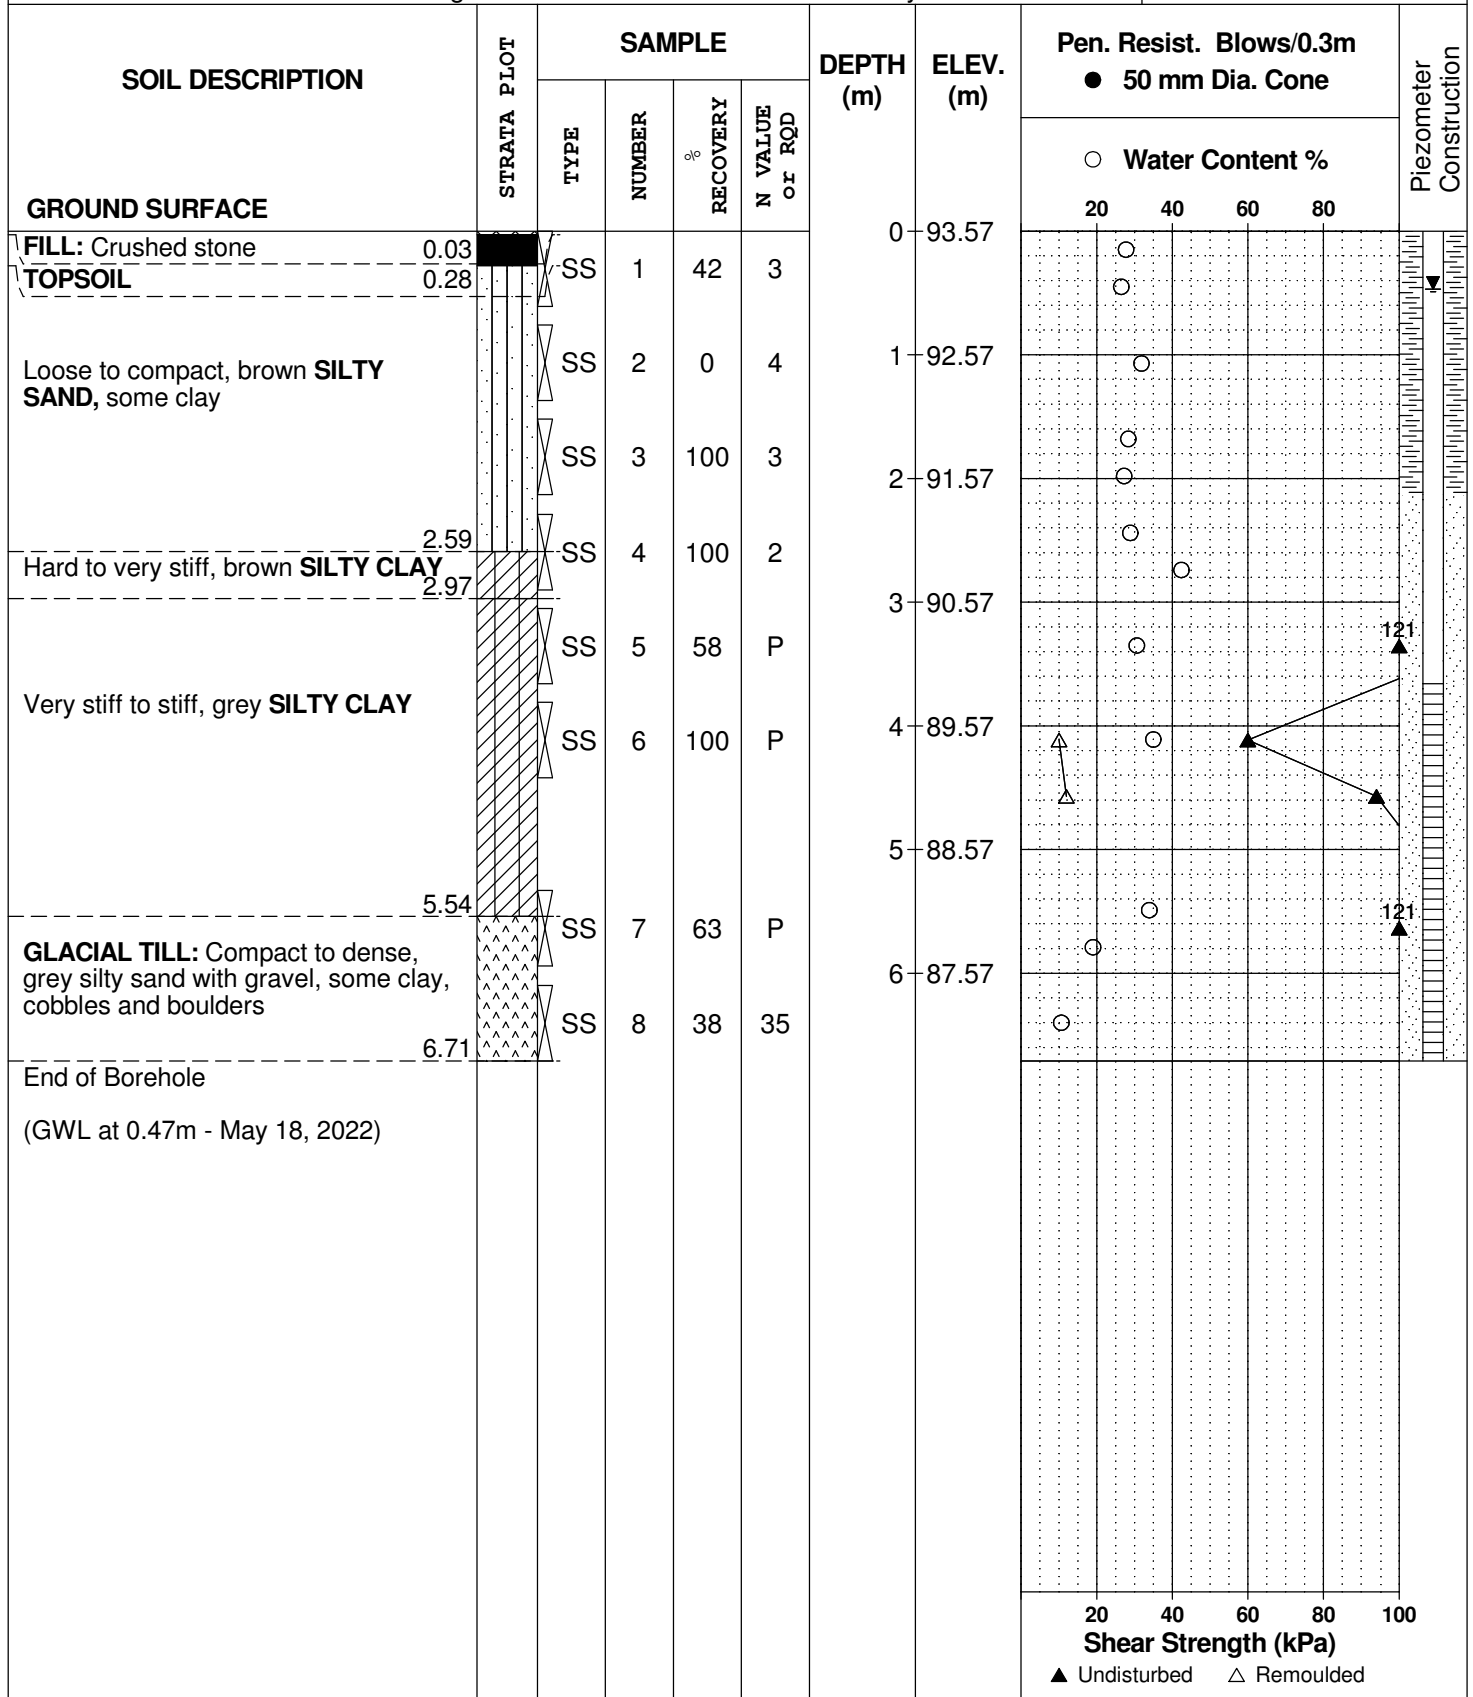 SOIL DESCRIPTION
GROUND SURFACE
STRATA PLOT
SAMPLE
TYPE
NUMBER
%
RECOVERY
N VALUE
or RQD
DEPTH
(m)
ELEV.
(m)
Pen. Resist. Blows/0.3m
● 50 mm Dia. Cone
○ Water Content %
20 40 60 80
Piezometer
Construction
FILL: Crushed stone 0.03
TOPSOIL 0.28
Loose to compact, brown SILTY
SAND, some clay
2.59
Hard to very stiff, brown SILTY CLAY
2.97
Very stiff to stiff, grey SILTY CLAY
5.54
GLACIAL TILL: Compact to dense,
grey silty sand with gravel, some clay,
cobbles and boulders
6.71
End of Borehole
(GWL at 0.47m - May 18, 2022)
SS 1 42 3
SS 2 0 4
SS 3 100 3
SS 4 100 2
SS 5 58 P
SS 6 100 P
SS 7 63 P
SS 8 38 35
0 93.57
1 92.57
2 91.57
3 90.57
4 89.57
5 88.57
6 87.57
121
121
20 40 60 80 100
Shear Strength (kPa)
▲ Undisturbed △ Remoulded